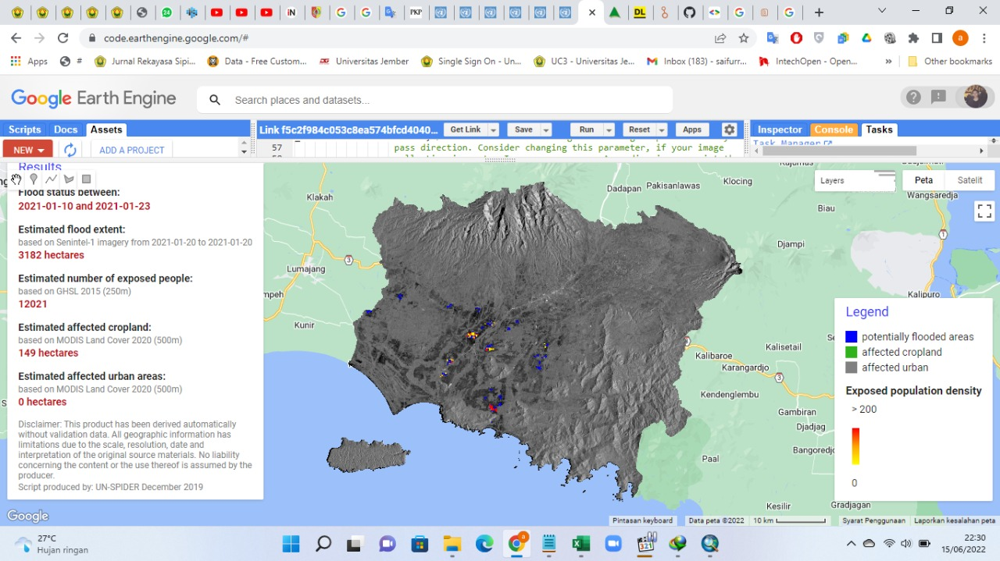 code.earthengine.google.com/#
Apps
#
Jurnal Rekayasa Sipi...
Data - Free Custom...
Universitas Jember
Single Sign On - Un...
UC3 - Universitas Je...
Inbox (183) - saifurr...
IntechOpen - Open...
»
Other bookmarks
Google Earth Engine
Search places and datasets...
Scripts
Docs
Assets
Link f5c2f984c053c8ea574bfcd4040...
Get Link
Save
Run
Reset
Apps
Inspector
Console
Tasks
NEW
ADD A PROJECT
57
pass direction. Consider changing this parameter, if your image
Task Manager
Results
Flood status between:
2021-01-10 and 2021-01-23
Estimated flood extent:
based on Senintel-1 imagery from 2021-01-20 to 2021-01-20
3182 hectares
Estimated number of exposed people:
based on GHSL 2015 (250m)
12021
Estimated affected cropland:
based on MODIS Land Cover 2020 (500m)
149 hectares
Estimated affected urban areas:
based on MODIS Land Cover 2020 (500m)
0 hectares
Disclaimer: This product has been derived automatically
without validation data. All geographic information has
limitations due to the scale, resolution, date and
interpretation of the original source materials. No liability
concerning the content or the use thereof is assumed by the
producer.
Script produced by: UN-SPIDER December 2019
Google
Klakah
Lumajang
Kunir
3
Dadapan
Pakisanlawas
Klocing
Layers
Peta
Satelit
Wangsaredja
Biau
Djampi
1
Kalipuro
Kalibaroe
Kalisetail
Karangardjo
3
Kendenglembu
Gambiran
Djadjag
Paal
Kesilir
Gradjagan
Legend
potentially flooded areas
affected cropland
affected urban
Exposed population density
> 200
0
Pintasan keyboard
Data peta ©2022
10 km
Syarat Penggunaan
Laporkan kesalahan peta
27°C
Hujan ringan
22:30
15/06/2022